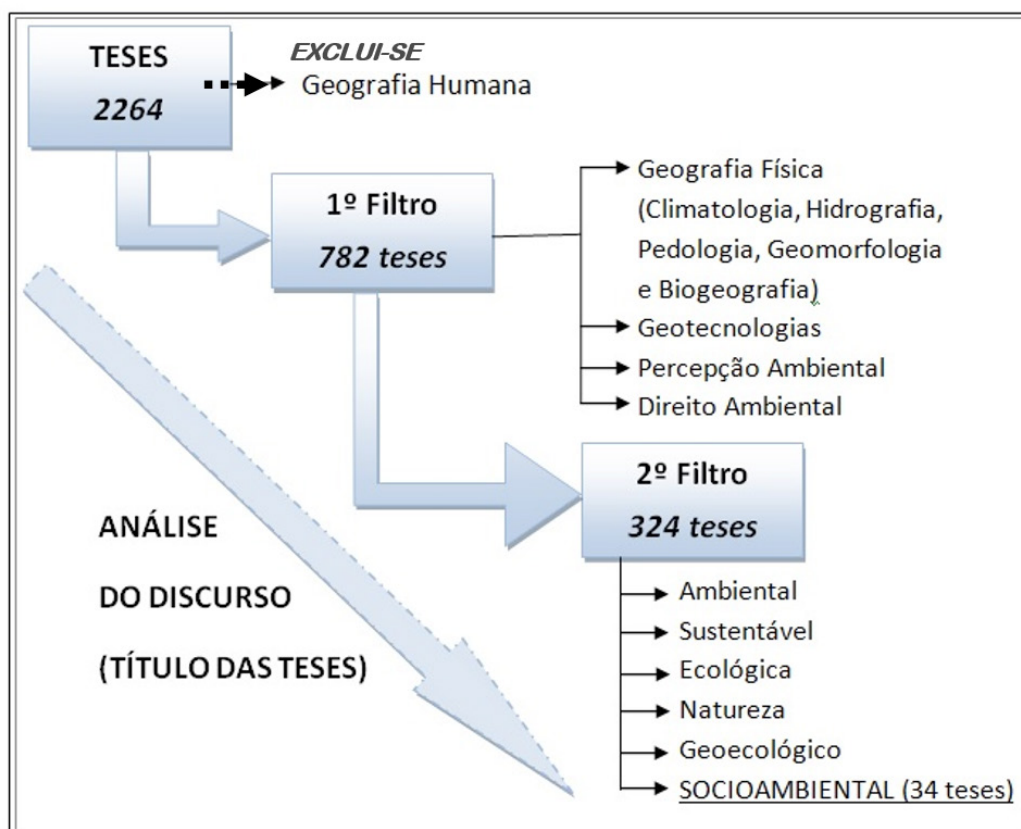 TESES
2264
EXCLUI-SE
Geografia Humana
1º Filtro
782 teses
Geografia Física
(Climatologia, Hidrografia,
Pedologia, Geomorfologia
e Biogeografia)
Geotecnologias
Percepção Ambiental
Direito Ambiental
2º Filtro
324 teses
Ambiental
Sustentável
Ecológica
Natureza
Geoecológico
SOCIOAMBIENTAL (34 teses)
ANÁLISE
DO DISCURSO
(TÍTULO DAS TESES)